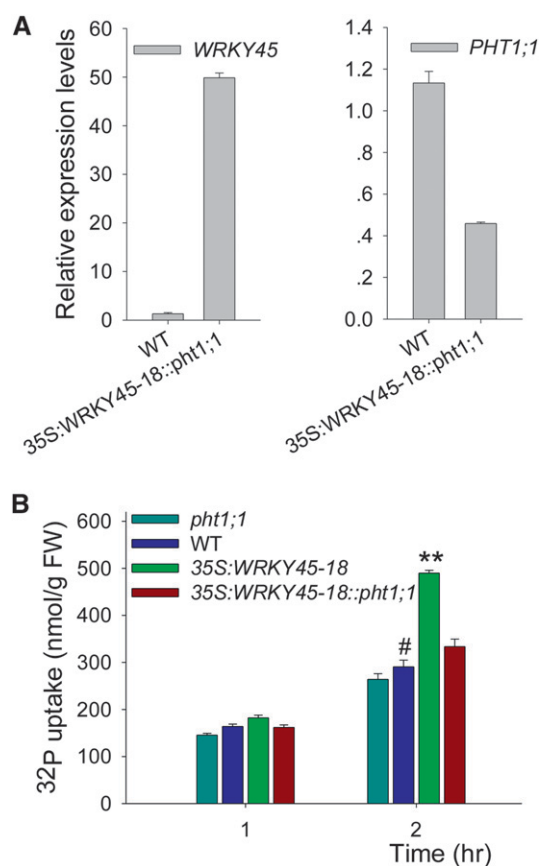 A
Relative expression levels
60
50
40
30
20
10
0
WRKY45
WT
35S:WRKY45-18::pht1;1
1.4
1.2
1.0
.8
.6
.4
.2
0.0
PHT1;1
WT
35S:WRKY45-18::pht1;1
B
32P uptake (nmol/g FW)
600
500
400
300
200
100
0
pht1;1
WT
35S:WRKY45-18
35S:WRKY45-18::pht1;1
#
**
1
2
Time (hr)